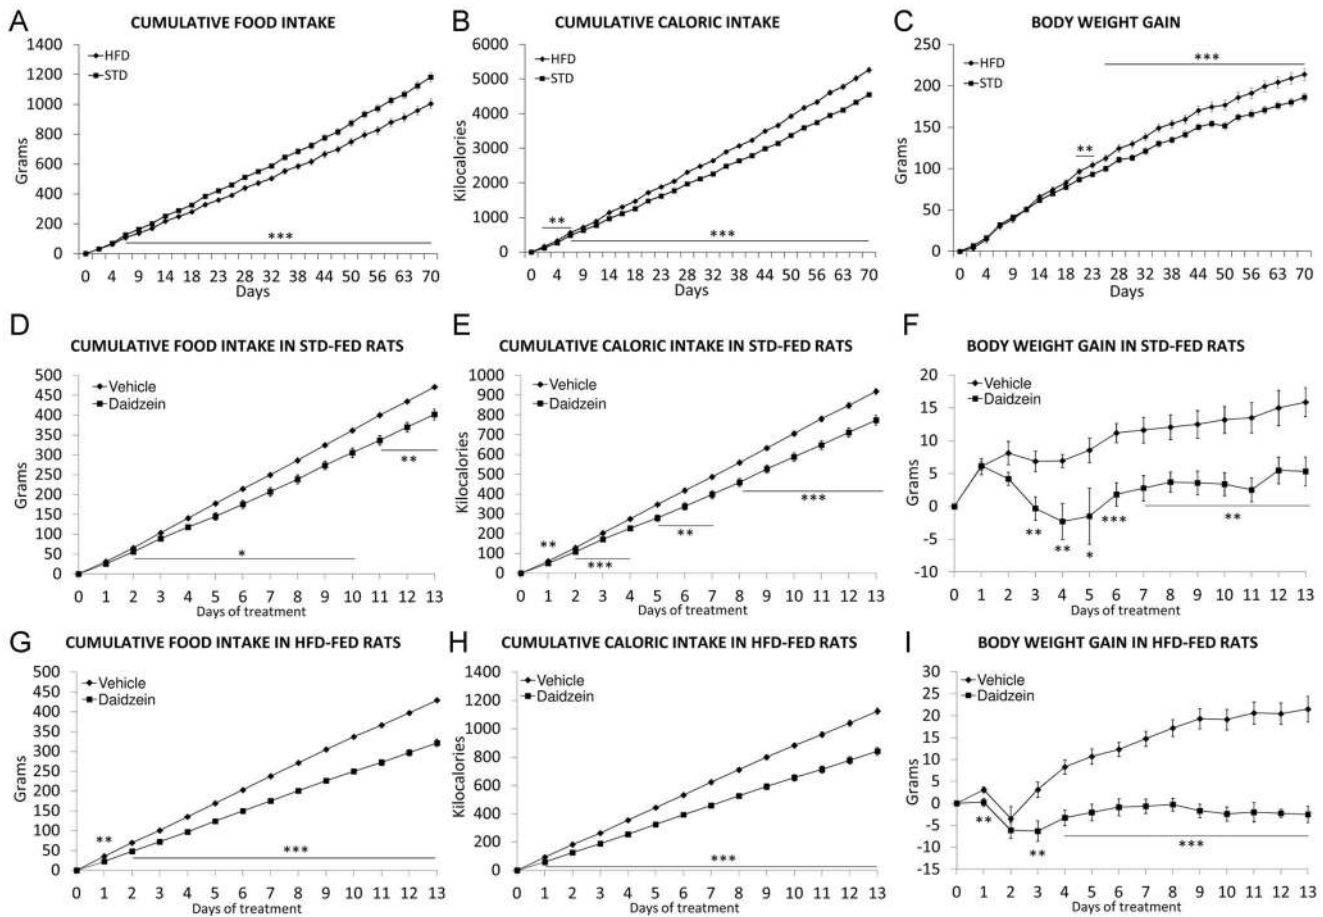 A
CUMULATIVE FOOD INTAKE
1400
1200
1000
800
600
400
200
0
Grams
HFD
STD
***
0 4 9 14 18 23 28 32 38 44 50 56 63 70
Days
B
CUMULATIVE CALORIC INTAKE
6000
5000
4000
3000
2000
1000
0
Kilocalories
HFD
STD
**
***
0 4 9 14 18 23 28 32 38 44 50 56 63 70
Days
C
BODY WEIGHT GAIN
250
200
150
100
50
0
Grams
HFD
STD
***
**
0 4 9 14 18 23 28 32 38 44 50 56 63 70
Days
D
CUMULATIVE FOOD INTAKE IN STD-FED RATS
500
450
400
350
300
250
200
150
100
50
0
Grams
Vehicle
Daidzein
**
*
0 1 2 3 4 5 6 7 8 9 10 11 12 13
Days of treatment
E
CUMULATIVE CALORIC INTAKE IN STD-FED RATS
1000
900
800
700
600
500
400
300
200
100
0
Kilocalories
Vehicle
Daidzein
***
**
**
***
0 1 2 3 4 5 6 7 8 9 10 11 12 13
Days of treatment
F
BODY WEIGHT GAIN IN STD-FED RATS
20
15
10
5
0
-5
-10
Grams
Vehicle
Daidzein
** ** * *** **
0 1 2 3 4 5 6 7 8 9 10 11 12 13
Days of treatment
G
CUMULATIVE FOOD INTAKE IN HFD-FED RATS
500
450
400
350
300
250
200
150
100
50
0
Grams
Vehicle
Daidzein
**
***
0 1 2 3 4 5 6 7 8 9 10 11 12 13
Days of treatment
H
CUMULATIVE CALORIC INTAKE IN HFD-FED RATS
1400
1200
1000
800
600
400
200
0
Kilocalories
Vehicle
Daidzein
***
0 1 2 3 4 5 6 7 8 9 10 11 12 13
Days of treatment
I
BODY WEIGHT GAIN IN HFD-FED RATS
30
25
20
15
10
5
0
-5
-10
-15
Grams
Vehicle
Daidzein
**
**
***
0 1 2 3 4 5 6 7 8 9 10 11 12 13
Days of treatment